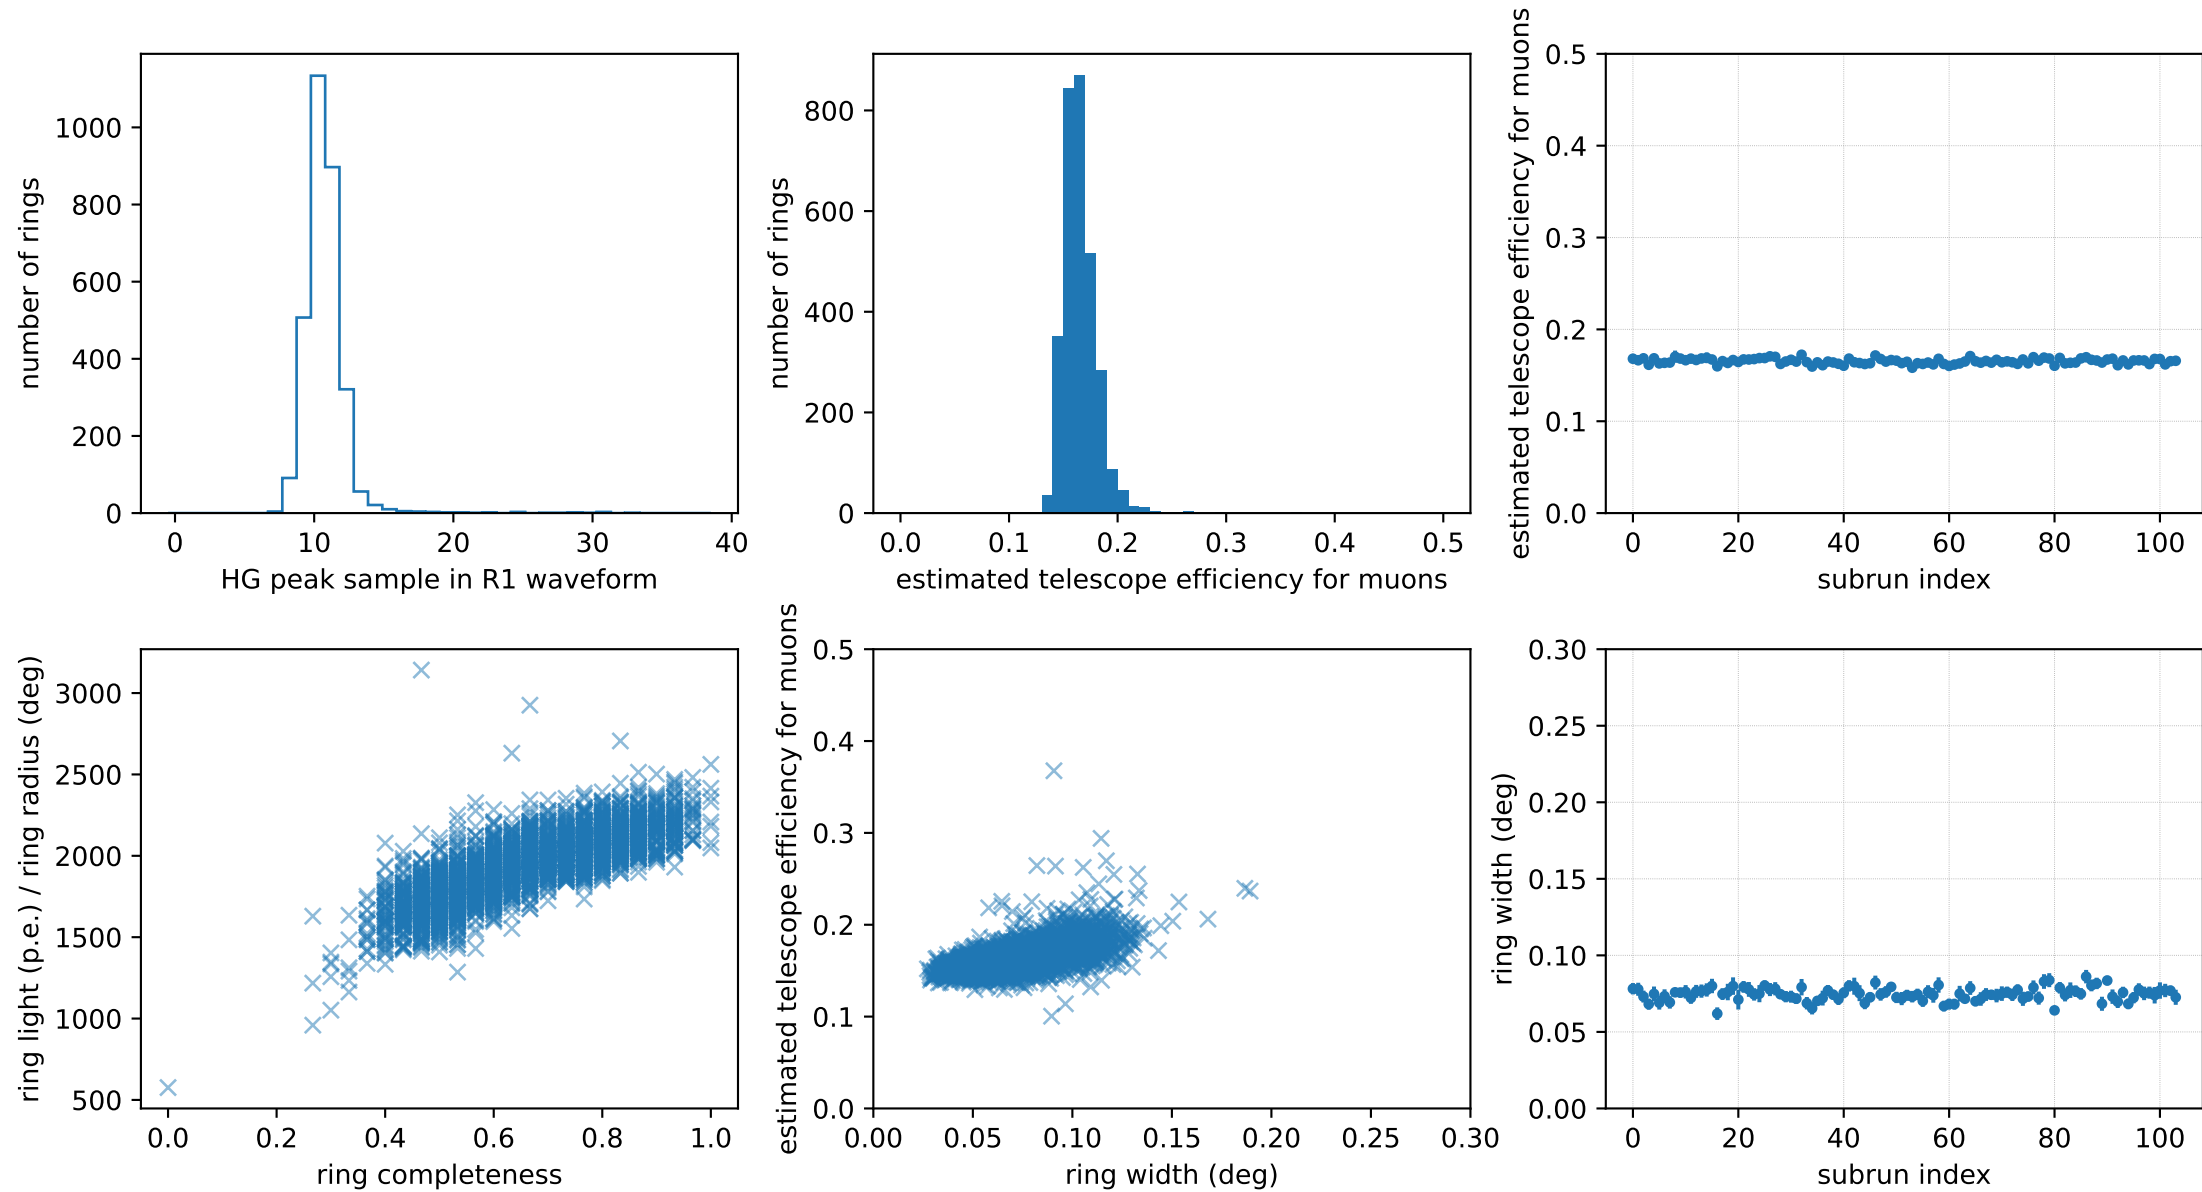 number of rings
1000
800
600
400
200
0
0 10 20 30 40
HG peak sample in R1 waveform
number of rings
800
600
400
200
0
0.0 0.1 0.2 0.3 0.4 0.5
estimated telescope efficiency for muons
estimated telescope efficiency for muons
0.5
0.4
0.3
0.2
0.1
0.0
0 20 40 60 80 100
subrun index
ring light (p.e.) / ring radius (deg)
3000
2500
2000
1500
1000
500
0.0 0.2 0.4 0.6 0.8 1.0
ring completeness
estimated telescope efficiency for muons
0.5
0.4
0.3
0.2
0.1
0.0
0.00 0.05 0.10 0.15 0.20 0.25 0.30
ring width (deg)
ring width (deg)
0.30
0.25
0.20
0.15
0.10
0.05
0.00
0 20 40 60 80 100
subrun index